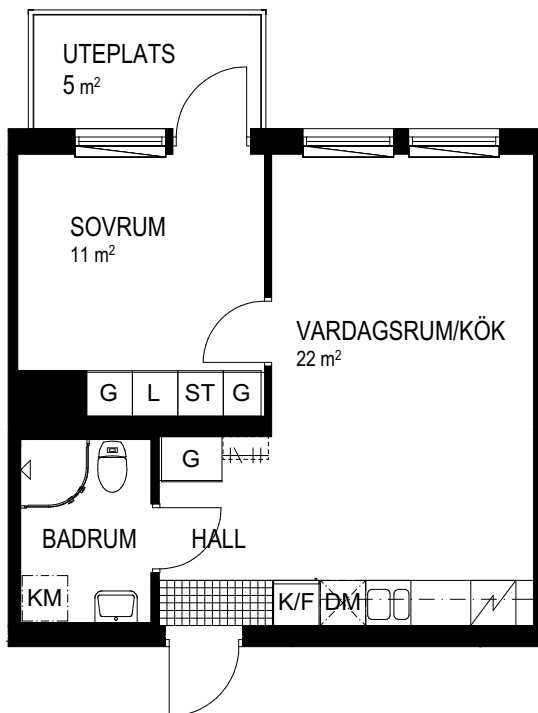 UTEPLATS
5 m²
SOVRUM
11 m²
VARDAGSRUM/KÖK
22 m²
G L ST G
G
BADRUM HALL
KM
K/F DM